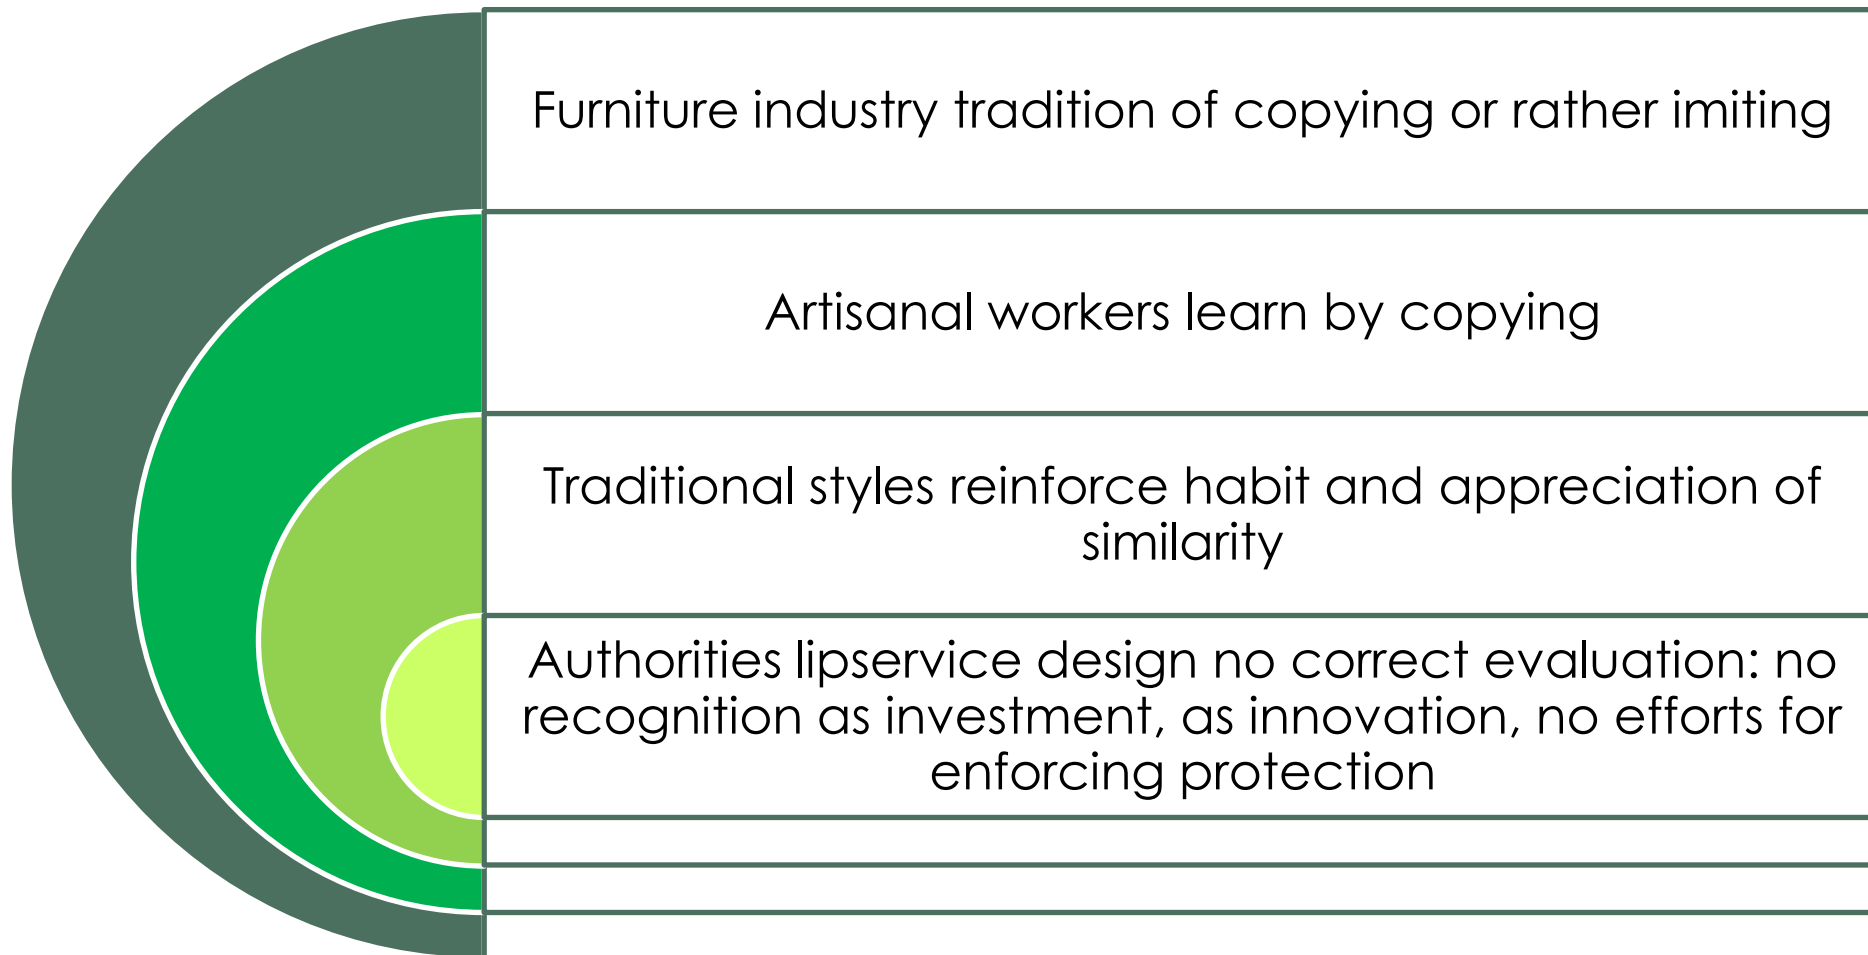 Furniture industry tradition of copying or rather imiting
Artisanal workers learn by copying
Traditional styles reinforce habit and appreciation of
similarity
Authorities lipservice design no correct evaluation: no
recognition as investment, as innovation, no efforts for
enforcing protection